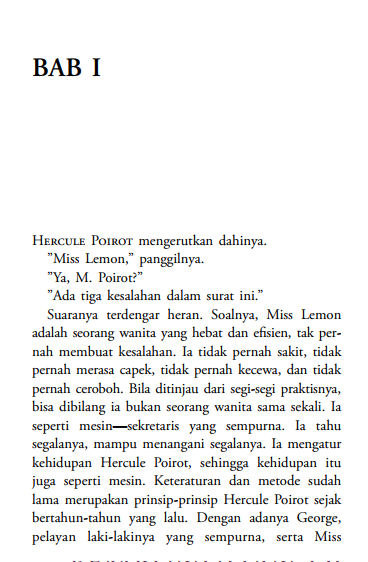 BAB I
HERCULE POIROT mengerutkan dahinya.
”Miss Lemon,” panggilnya.
”Ya, M. Poirot?”
”Ada tiga kesalahan dalam surat ini.”
Suaranya terdengar heran. Soalnya, Miss Lemon
adalah seorang wanita yang hebat dan efisien, tak per-
nah membuat kesalahan. Ia tidak pernah sakit, tidak
pernah merasa capek, tidak pernah kecewa, dan tidak
pernah ceroboh. Bila ditinjau dari segi-segi praktisnya,
bisa dibilang ia bukan seorang wanita sama sekali. Ia
seperti mesin—sekretaris yang sempurna. Ia tahu
segalanya, mampu menangani segalanya. Ia mengatur
kehidupan Hercule Poirot, sehingga kehidupan itu
juga seperti mesin. Keteraturan dan metode sudah
lama merupakan prinsip-prinsip Hercule Poirot sejak
bertahun-tahun yang lalu. Dengan adanya George,
pelayan laki-lakinya yang sempurna, serta Miss